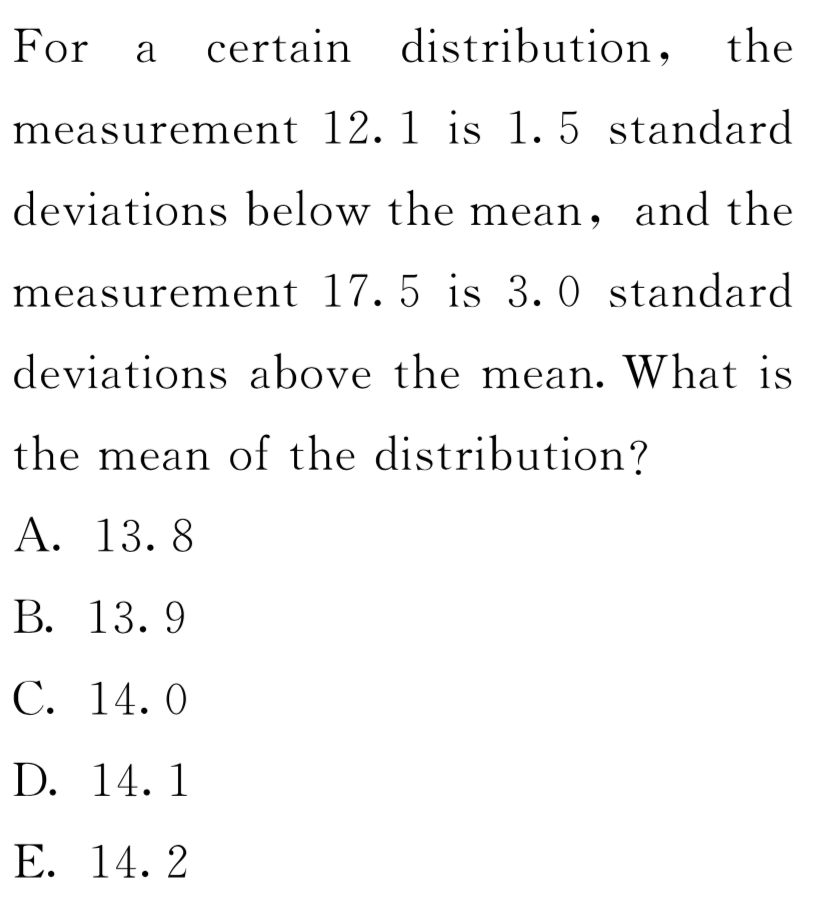 For a certain distribution, the
measurement 12.1 is 1.5 standard
deviations below the mean, and the
measurement 17.5 is 3.0 standard
deviations above the mean. What is
the mean of the distribution?
A. 13.8
B. 13.9
C. 14.0
D. 14.1
E. 14.2